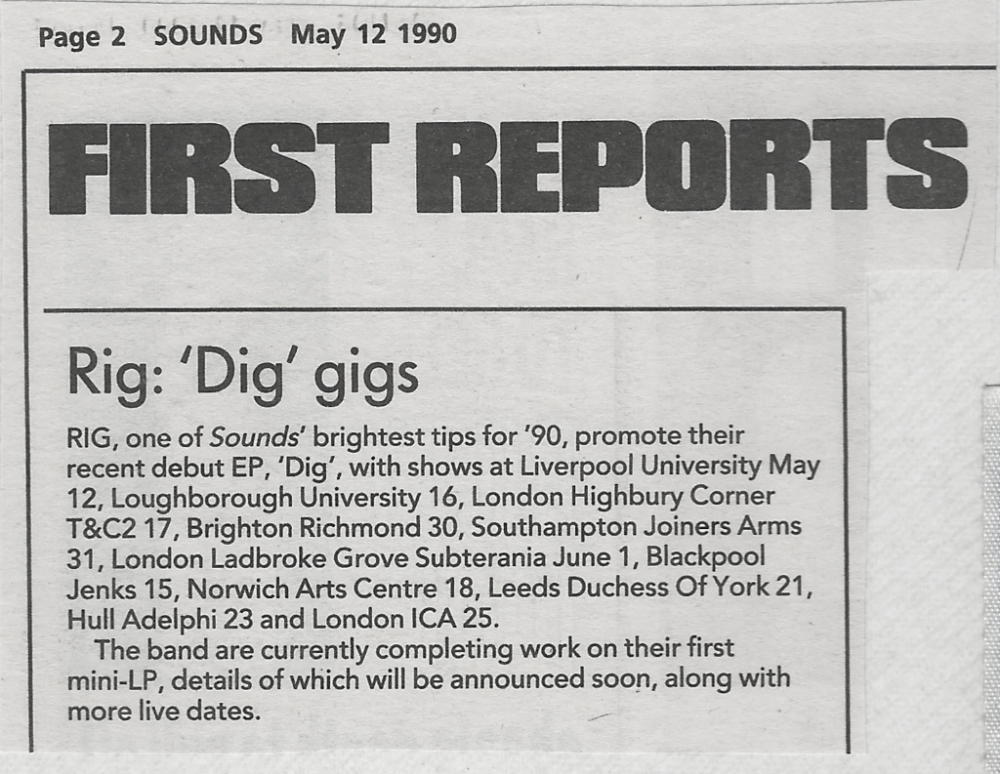 Page 2 SOUNDS May 12 1990
FIRST REPORTS
Rig: ‘Dig’ gigs
RIG, one of Sounds’ brightest tips for ’90, promote their
recent debut EP, ‘Dig’, with shows at Liverpool University May
12, Loughborough University 16, London Highbury Corner
T&C2 17, Brighton Richmond 30, Southampton Joiners Arms
31, London Ladbroke Grove Subterania June 1, Blackpool
Jenks 15, Norwich Arts Centre 18, Leeds Duchess Of York 21,
Hull Adelphi 23 and London ICA 25.
The band are currently completing work on their first
mini-LP, details of which will be announced soon, along with
more live dates.